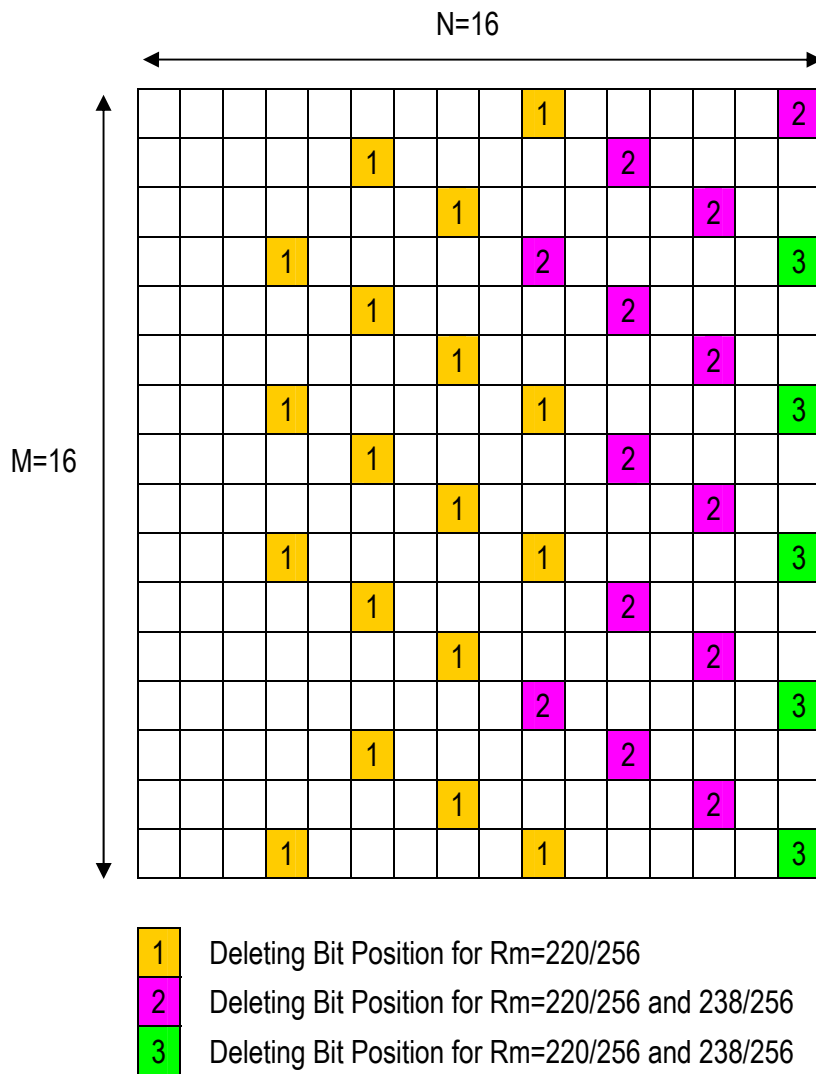 N=16
1 2
1 2
1 2
1 2 3
1 2
1 2
1 1 3
M=16 1 2
1 2
1 1 3
1 2
1 2
2 3
1 2
1 2
1 1 3
1 Deleting Bit Position for Rm=220/256
2 Deleting Bit Position for Rm=220/256 and 238/256
3 Deleting Bit Position for Rm=220/256 and 238/256